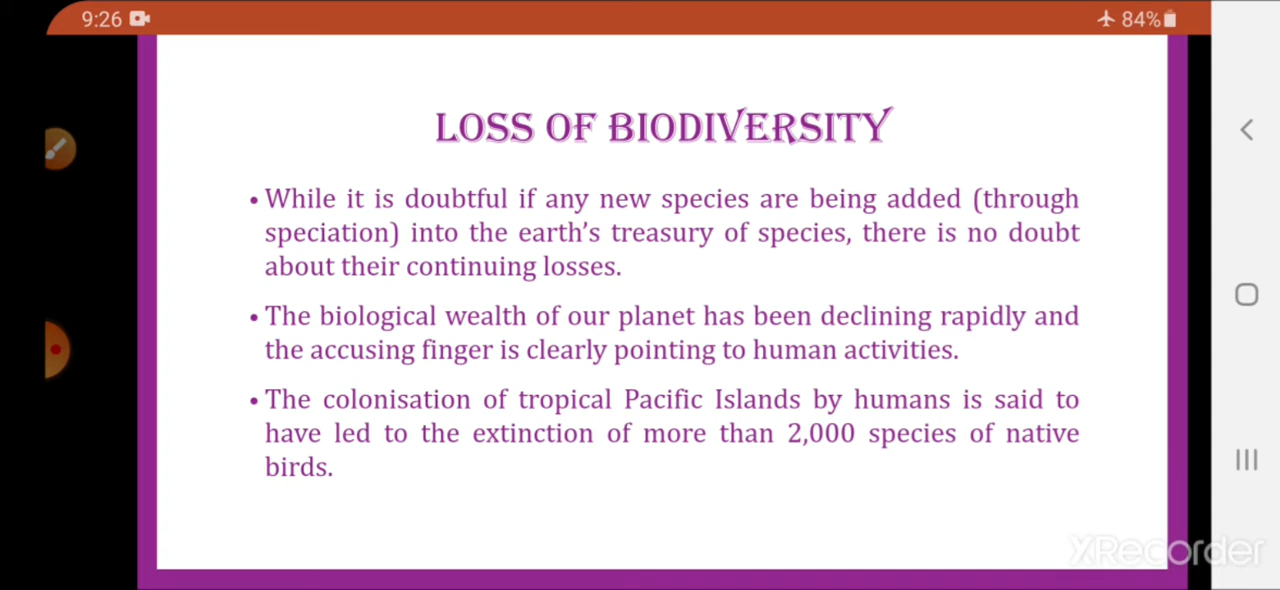 9:26
84%
LOSS OF BIODIVERSITY
• While it is doubtful if any new species are being added (through
speciation) into the earth's treasury of species, there is no doubt
about their continuing losses.
• The biological wealth of our planet has been declining rapidly and
the accusing finger is clearly pointing to human activities.
• The colonisation of tropical Pacific Islands by humans is said to
have led to the extinction of more than 2,000 species of native
birds.
XRecorder